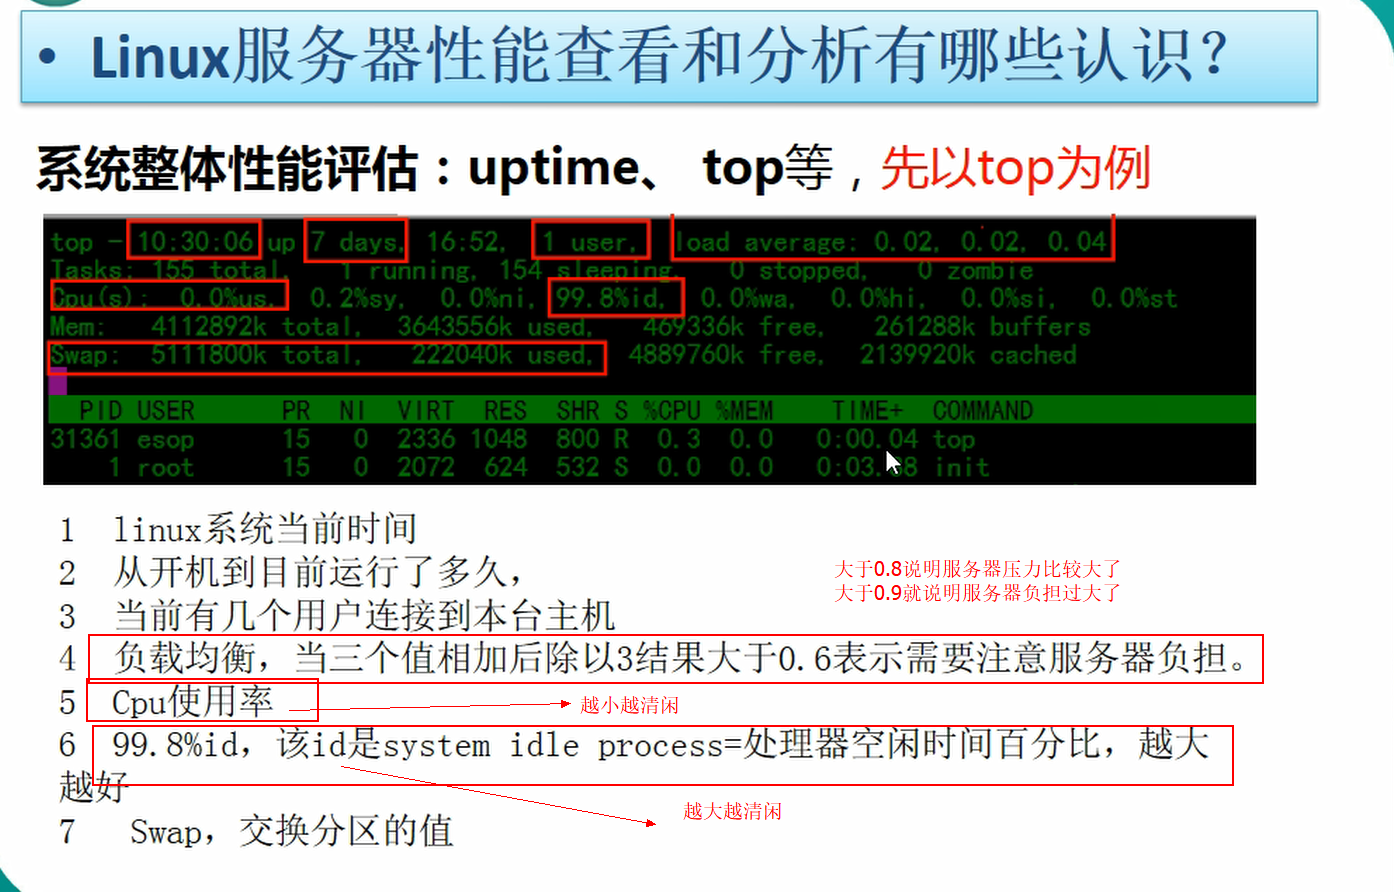 • Linux服务器性能查看和分析有哪些认识？
系统整体性能评估：uptime、 top等，先以top为例
top - 10:30:06 up 7 days, 16:52, 1 user, load average: 0.02, 0.02, 0.04
Tasks: 155 total, 1 running, 154 sleeping, 0 stopped, 0 zombie
Cpu(s): 0.0%us, 0.2%sy, 0.0%ni, 99.8%id, 0.0%wa, 0.0%hi, 0.0%si, 0.0%st
Mem: 4112892k total, 3643556k used, 469336k free, 261288k buffers
Swap: 5111800k total, 222040k used, 4889760k free, 2139920k cached
PID USER PR NI VIRT RES SHR S %CPU %MEM TIME+ COMMAND
31361 esop 15 0 2336 1048 800 R 0.3 0.0 0:00.04 top
1 root 15 0 2072 624 532 S 0.0 0.0 init
1 linux系统当前时间
2 从开机到目前运行了多久，
大于0.8说明服务器压力比较大了
大于0.9就说明服务器负担过大了
3 当前有几个用户连接到本台主机
4 负载均衡，当三个值相加后除以3结果大于0.6表示需要注意服务器负担。
5 Cpu使用率
越小越清闲
6 99.8%id，该id是system idle process=处理器空闲时间百分比，越大
越好
越大越清闲
7 Swap，交换分区的值